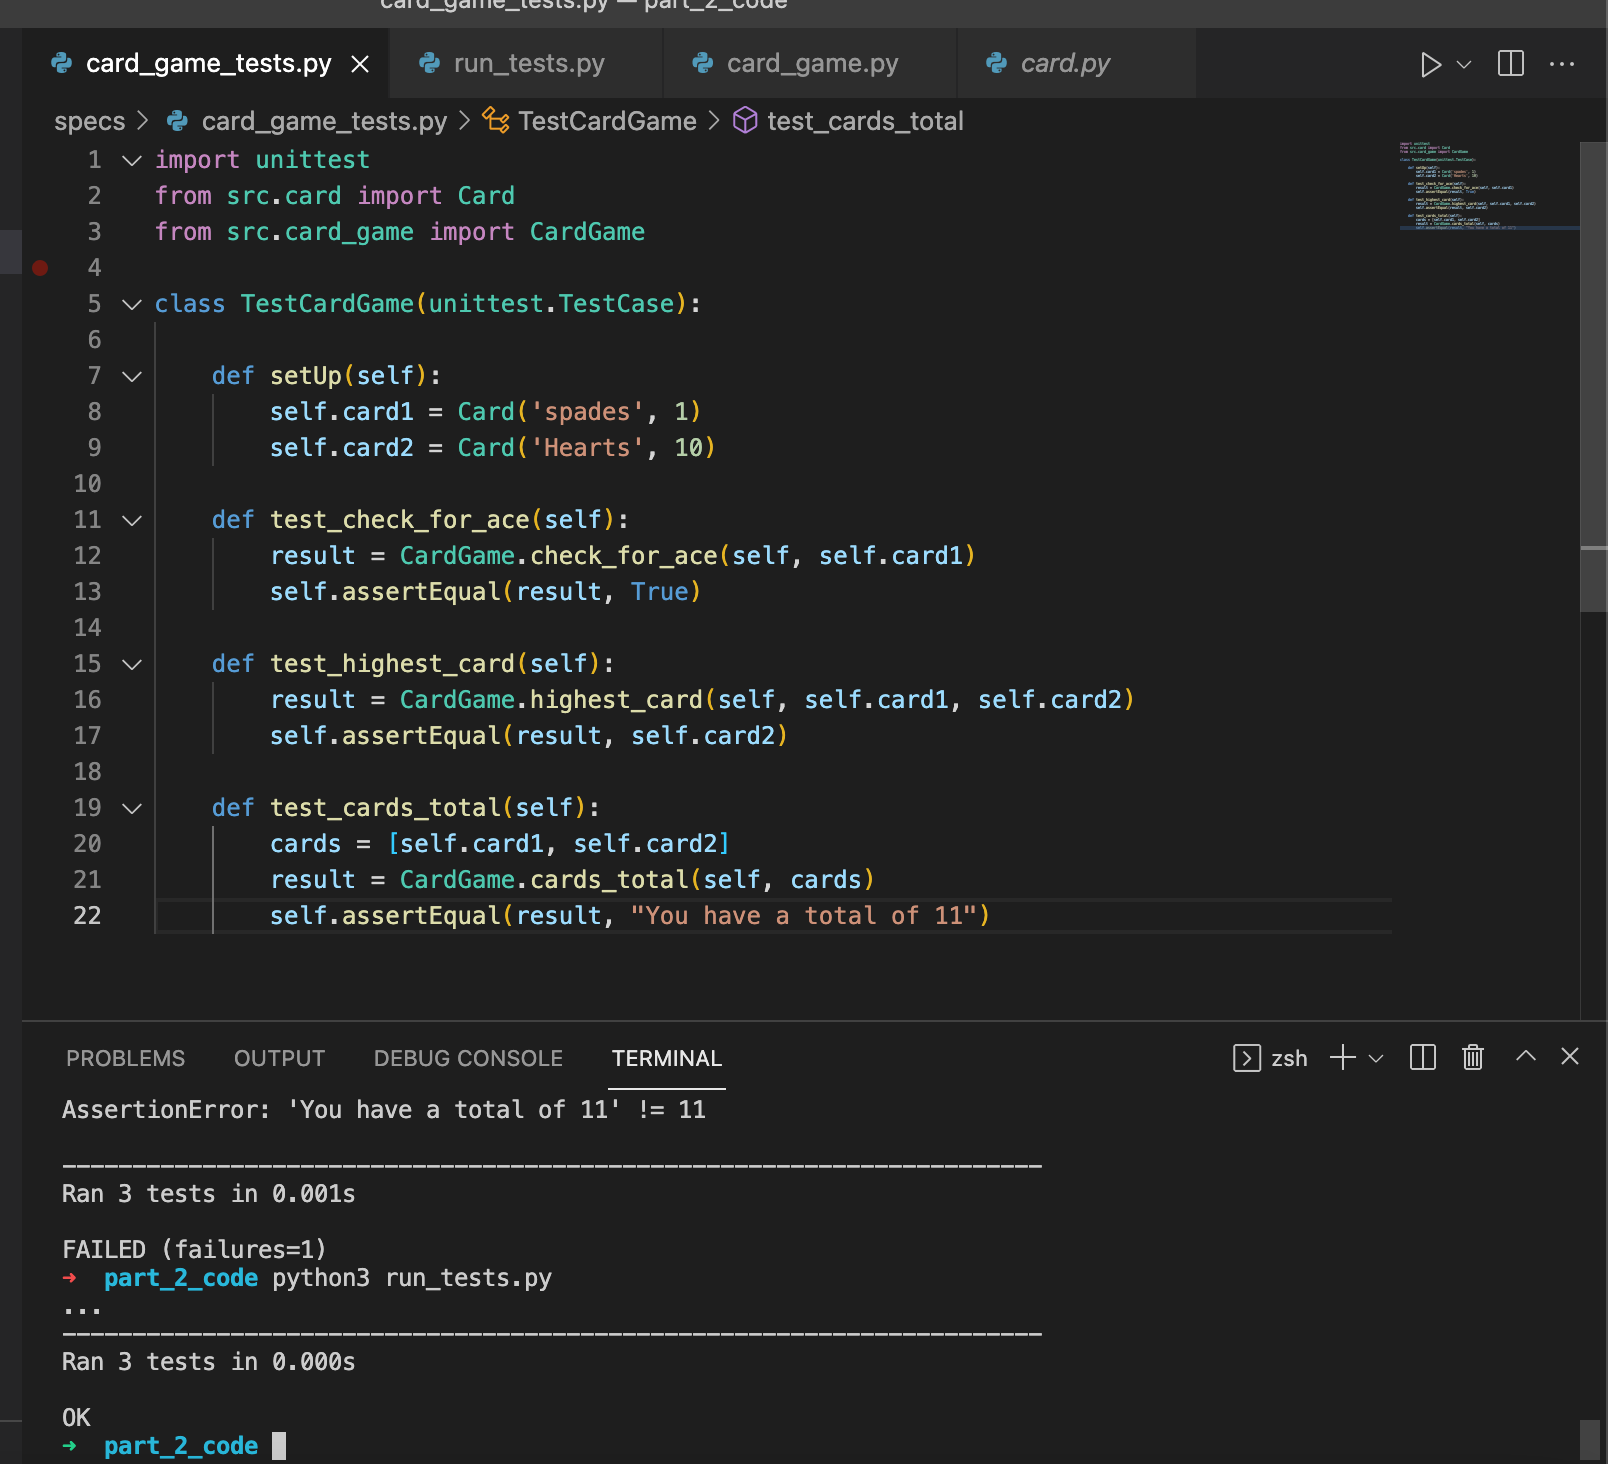 card_game_tests.py — part_2_code
card_game_tests.py run_tests.py card_game.py card.py
specs > card_game_tests.py > TestCardGame > test_cards_total
1 import unittest
2 from src.card import Card
3 from src.card_game import CardGame
4
5 class TestCardGame(unittest.TestCase):
6
7 def setUp(self):
8 self.card1 = Card('spades', 1)
9 self.card2 = Card('Hearts', 10)
10
11 def test_check_for_ace(self):
12 result = CardGame.check_for_ace(self, self.card1)
13 self.assertEqual(result, True)
14
15 def test_highest_card(self):
16 result = CardGame.highest_card(self, self.card1, self.card2)
17 self.assertEqual(result, self.card2)
18
19 def test_cards_total(self):
20 cards = [self.card1, self.card2]
21 result = CardGame.cards_total(self, cards)
22 self.assertEqual(result, "You have a total of 11")
PROBLEMS OUTPUT DEBUG CONSOLE TERMINAL zsh
AssertionError: 'You have a total of 11' != 11
----------------------------------------------------------------------
Ran 3 tests in 0.001s
FAILED (failures=1)
➜ part_2_code python3 run_tests.py
...
----------------------------------------------------------------------
Ran 3 tests in 0.000s
OK
➜ part_2_code